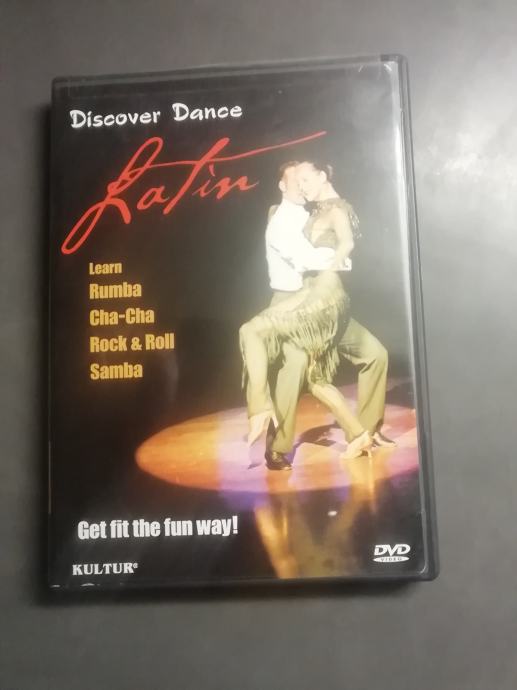 Discover Dance
Latin
Learn
Rumba
Cha-Cha
Rock & Roll
Samba
Get fit the fun way!
KULTUR®
DVD
VIDEO